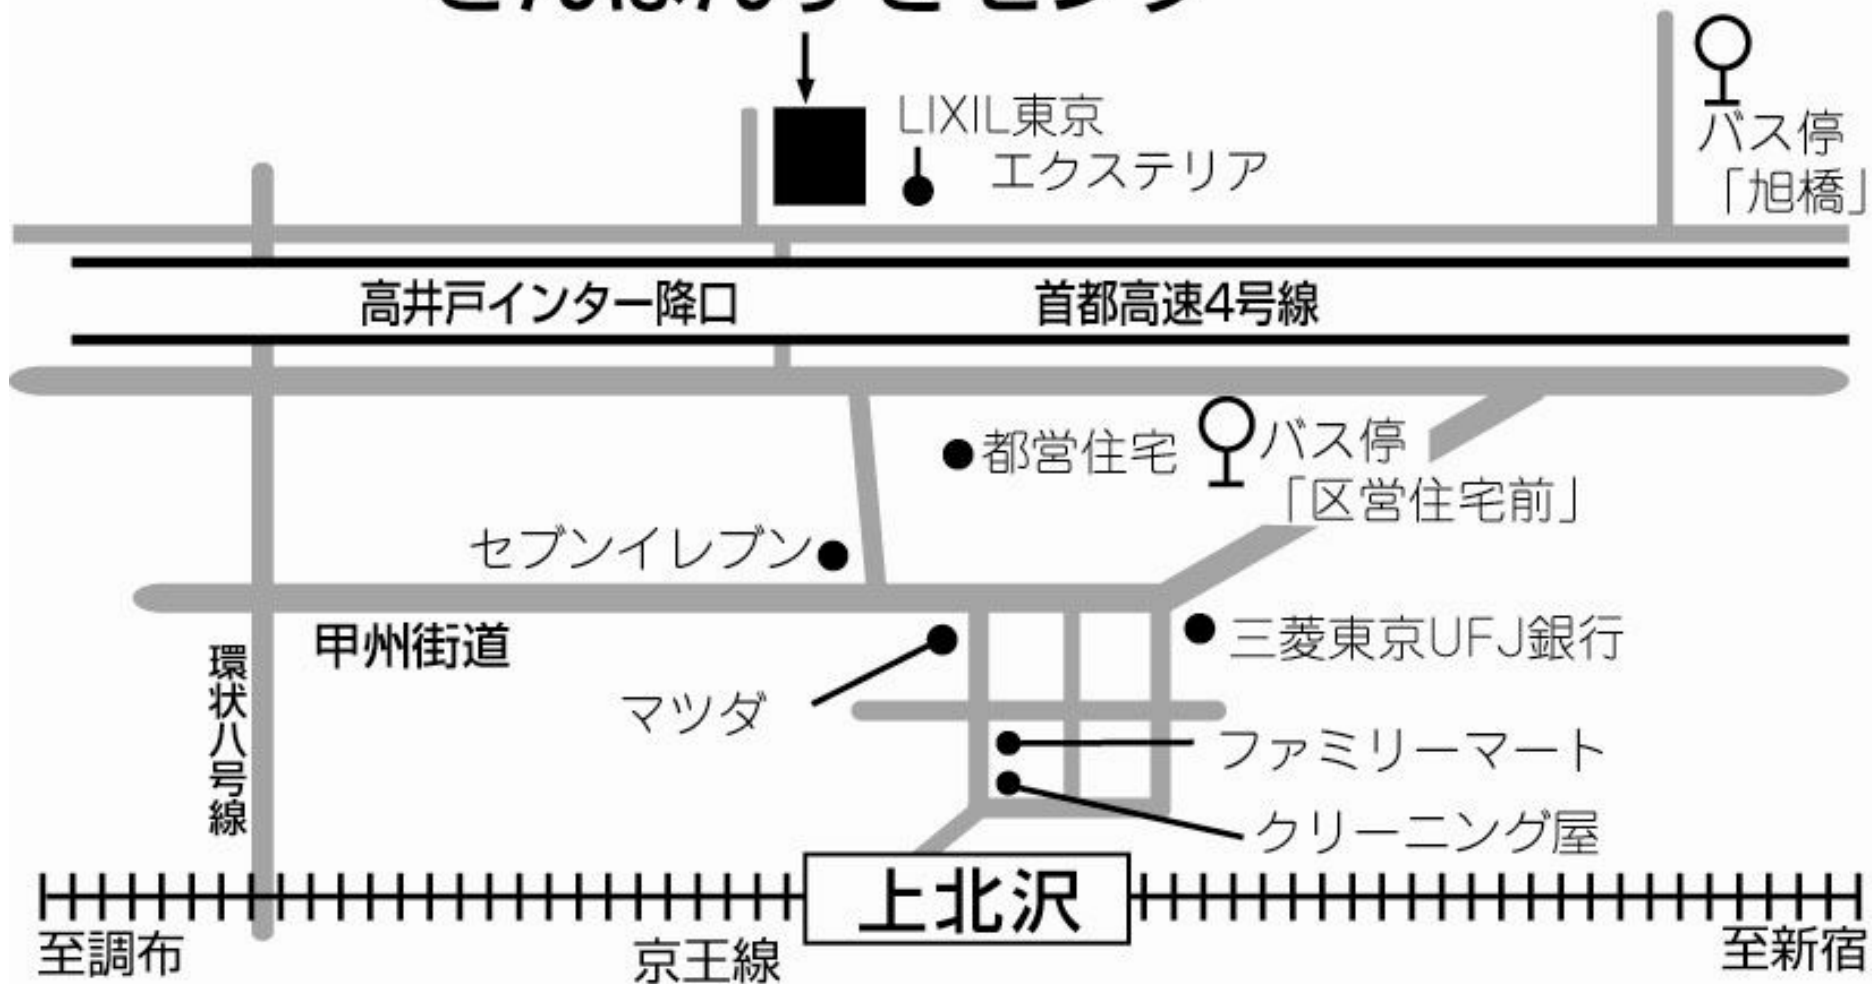 LIXIL東京
エクステリア
バス停
「旭橋」
高井戸インター降口
首都高速4号線
都営住宅
バス停
「区営住宅前」
セブンイレブン
甲州街道
環状八号線
三菱東京UFJ銀行
マツダ
ファミリーマート
クリーニング屋
上北沢
至調布
京王線
至新宿